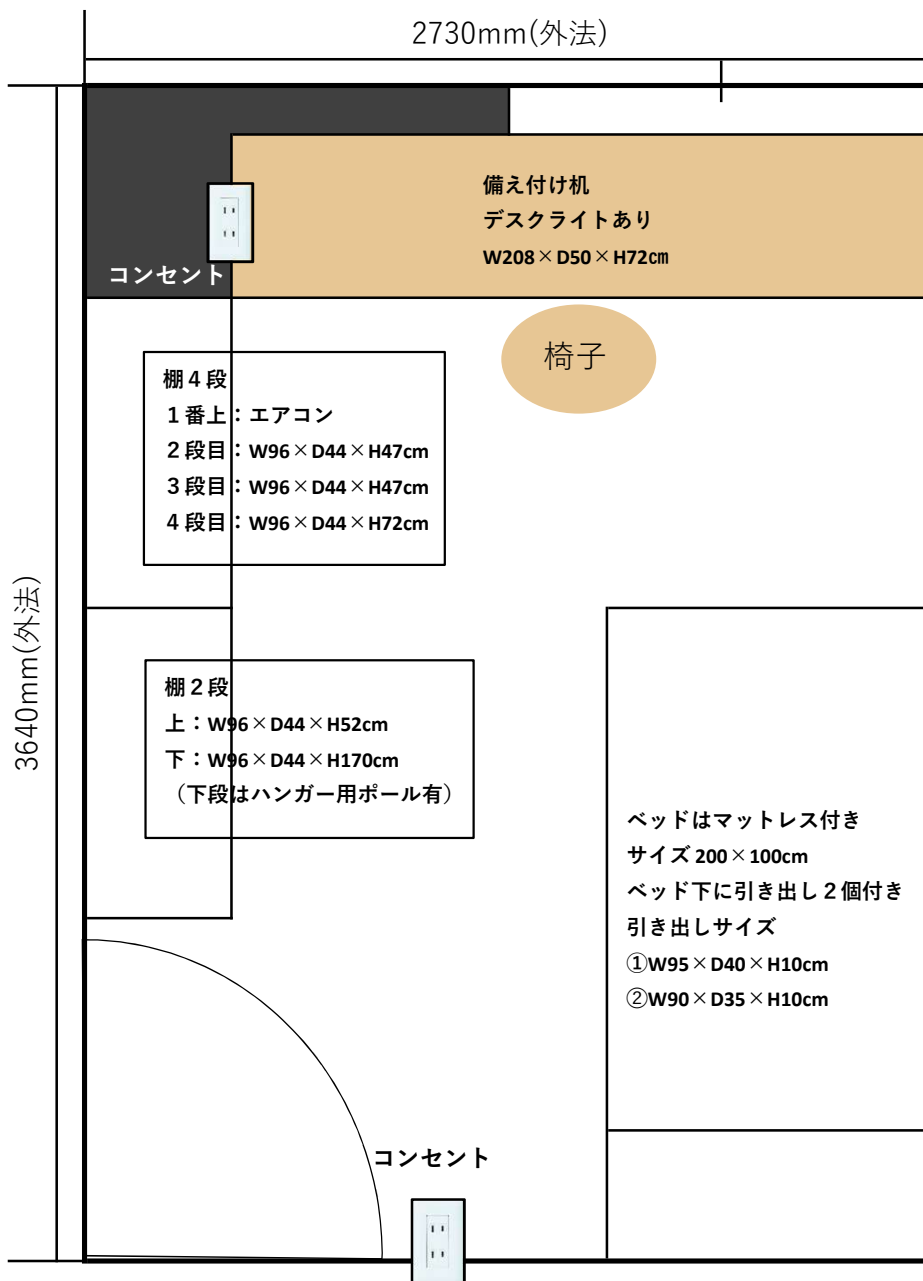 2730mm(外法)
備え付け机
デスクライトあり
W208×D50×H72㎝
コンセント
椅子
棚４段
１番上：エアコン
２段目：W96×D44×H47cm
３段目：W96×D44×H47cm
４段目：W96×D44×H72cm
3640mm(外法)
棚２段
上：W96×D44×H52cm
下：W96×D44×H170cm
（下段はハンガー用ポール有）
ベッドはマットレス付き
サイズ200×100cm
ベッド下に引き出し２個付き
引き出しサイズ
①W95×D40×H10cm
②W90×D35×H10cm
コンセント